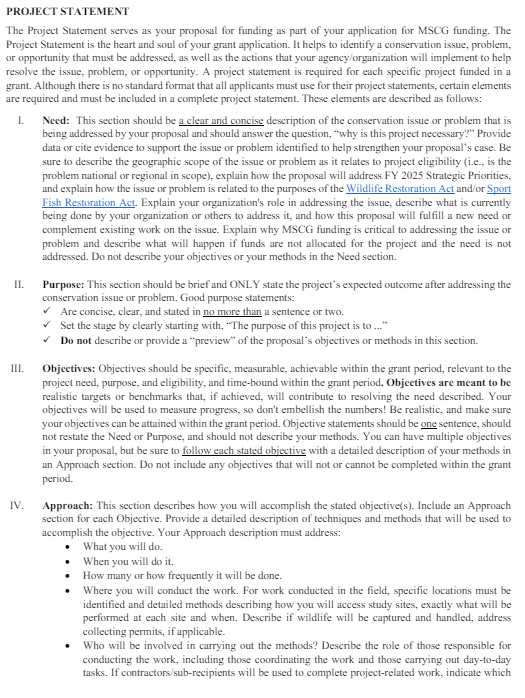 PROJECT STATEMENT
The Project Statement serves as your proposal for funding as part of your application for MSCG funding. The
Project Statement is the heart and soul of your grant application. It helps to identify a conservation issue, problem,
or opportunity that must be addressed, as well as the actions that your agency/organization will implement to help
resolve the issue, problem, or opportunity. A project statement is required for each specific project funded in a
grant. Although there is no standard format that all applicants must use for their project statements, certain elements
are required and must be included in a complete project statement. These elements are described as follows:
I. Need: This section should be a clear and concise description of the conservation issue or problem that is
being addressed by your proposal and should answer the question, “why is this project necessary?” Provide
data or cite evidence to support the issue or problem identified to help strengthen your proposal’s case. Be
sure to describe the geographic scope of the issue or problem as it relates to project eligibility (i.e., is the
problem national or regional in scope), explain how the proposal will address FY 2025 Strategic Priorities,
and explain how the issue or problem is related to the purposes of the Wildlife Restoration Act and/or Sport
Fish Restoration Act. Explain your organization's role in addressing the issue, describe what is currently
being done by your organization or others to address it, and how this proposal will fulfill a new need or
complement existing work on the issue. Explain why MSCG funding is critical to addressing the issue or
problem and describe what will happen if funds are not allocated for the project and the need is not
addressed. Do not describe your objectives or your methods in the Need section.
II. Purpose: This section should be brief and ONLY state the project’s expected outcome after addressing the
conservation issue or problem. Good purpose statements:
✓ Are concise, clear, and stated in no more than a sentence or two.
✓ Set the stage by clearly starting with, “The purpose of this project is to ...”
✓ Do not describe or provide a “preview” of the proposal’s objectives or methods in this section.
III. Objectives: Objectives should be specific, measurable, achievable within the grant period, relevant to the
project need, purpose, and eligibility, and time-bound within the grant period. Objectives are meant to be
realistic targets or benchmarks that, if achieved, will contribute to resolving the need described. Your
objectives will be used to measure progress, so don't embellish the numbers! Be realistic, and make sure
your objectives can be attained within the grant period. Objective statements should be one sentence, should
not restate the Need or Purpose, and should not describe your methods. You can have multiple objectives
in your proposal, but be sure to follow each stated objective with a detailed description of your methods in
an Approach section. Do not include any objectives that will not or cannot be completed within the grant
period.
IV. Approach: This section describes how you will accomplish the stated objective(s). Include an Approach
section for each Objective. Provide a detailed description of techniques and methods that will be used to
accomplish the objective. Your Approach description must address:
• What you will do.
• When you will do it.
• How many or how frequently it will be done.
• Where you will conduct the work. For work conducted in the field, specific locations must be
identified and detailed methods describing how you will access study sites, exactly what will be
performed at each site and when. Describe if wildlife will be captured and handled, address
collecting permits, if applicable.
• Who will be involved in carrying out the methods? Describe the role of those responsible for
conducting the work, including those coordinating the work and those carrying out day-to-day
tasks. If contractors/sub-recipients will be used to complete project-related work, indicate which